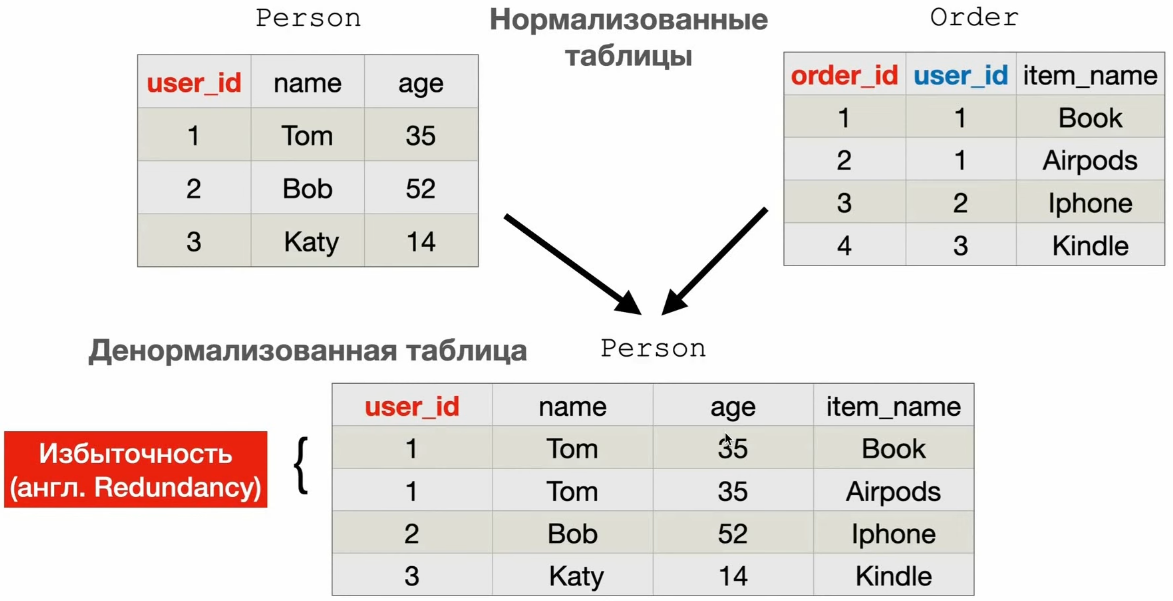 Person
Нормализованные
таблицы
Order
user_id name age
1 Tom 35
2 Bob 52
3 Katy 14
order_id user_id item_name
1 1 Book
2 1 Airpods
3 2 Iphone
4 3 Kindle
Денормализованная таблица
Person
user_id name age item_name
1 Tom 35 Book
1 Tom 35 Airpods
2 Bob 52 Iphone
3 Katy 14 Kindle
Избыточность
(англ. Redundancy)
{